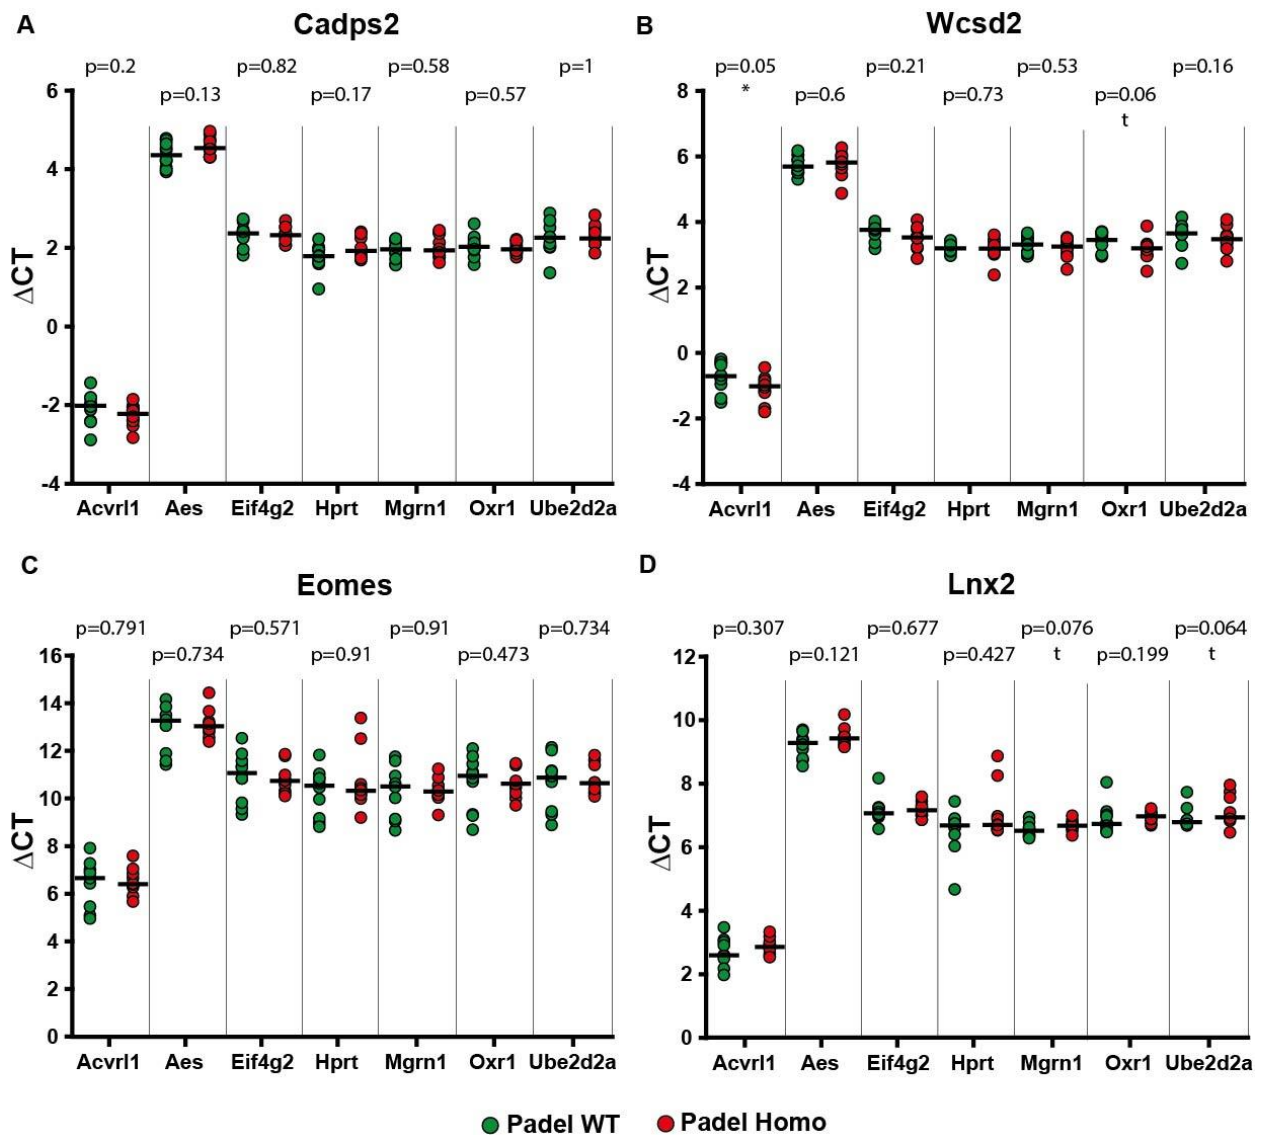 A
Cadps2
p=0.2 p=0.82 p=0.58 p=1
p=0.13 p=0.17 p=0.57
6
4
2
0
-2
-4
ΔCT
Acvrl1 Aes Eif4g2 Hprt Mgrn1 Oxr1 Ube2d2a
B
Wcsd2
p=0.05 p=0.21 p=0.53 p=0.16
* p=0.6 p=0.73 p=0.06
t
8
6
4
2
0
-2
-4
ΔCT
Acvrl1 Aes Eif4g2 Hprt Mgrn1 Oxr1 Ube2d2a
C
Eomes
p=0.791 p=0.571 p=0.91 p=0.734
p=0.734 p=0.91 p=0.473
16
14
12
10
8
6
4
2
0
ΔCT
Acvrl1 Aes Eif4g2 Hprt Mgrn1 Oxr1 Ube2d2a
D
Lnx2
p=0.307 p=0.677 p=0.076 p=0.064
p=0.121 p=0.427 t p=0.199 t
12
10
8
6
4
2
0
ΔCT
Acvrl1 Aes Eif4g2 Hprt Mgrn1 Oxr1 Ube2d2a
Padel WT Padel Homo